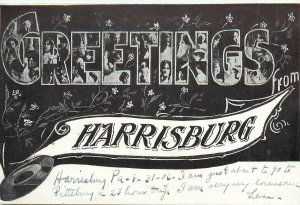 GREETINGS
from
HARRISBURG
Harrisburg Pa - 8-31-06 - I am just about to go to
Pittsburg a 23 hour trip I am very very